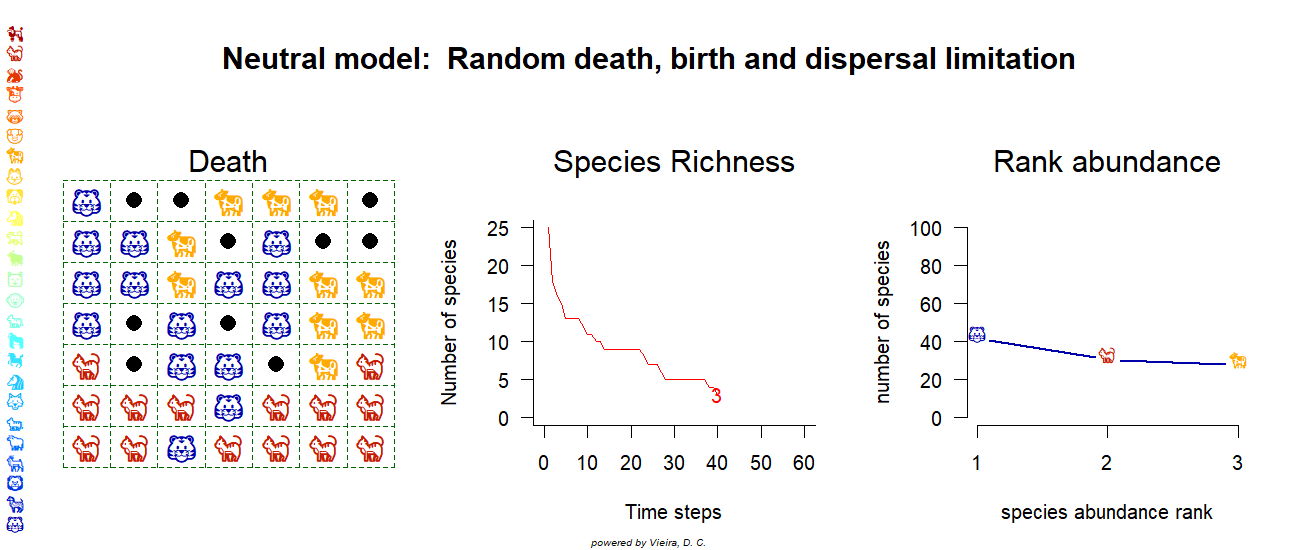 Neutral model:  Random death, birth and dispersal limitation
Death
Species Richness
Rank abundance
Number of species
25
20
15
10
5
0
3
0 10 20 30 40 50 60
Time steps
number of species
100
80
60
40
20
0
1 2 3
species abundance rank
powered by Vieira, D. C.